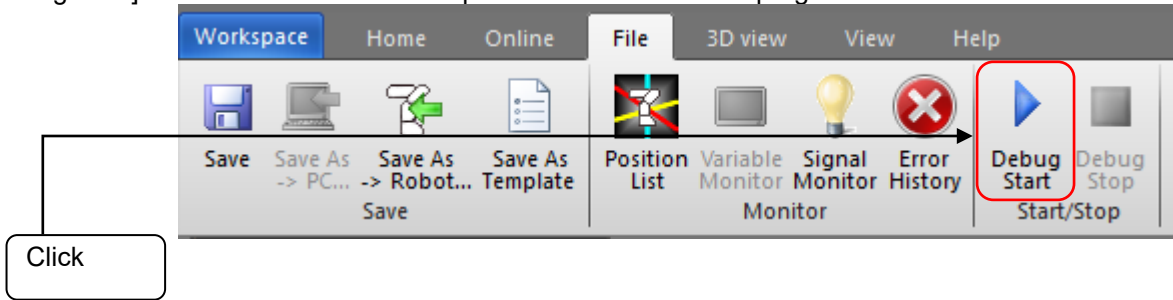 Workspace Home Online File 3D view View Help
Save Save As Save As Save As Position Variable Signal Error Debug Debug
-> PC... -> Robot... Template List Monitor Monitor History Start Stop
Save Monitor Start/Stop
Click